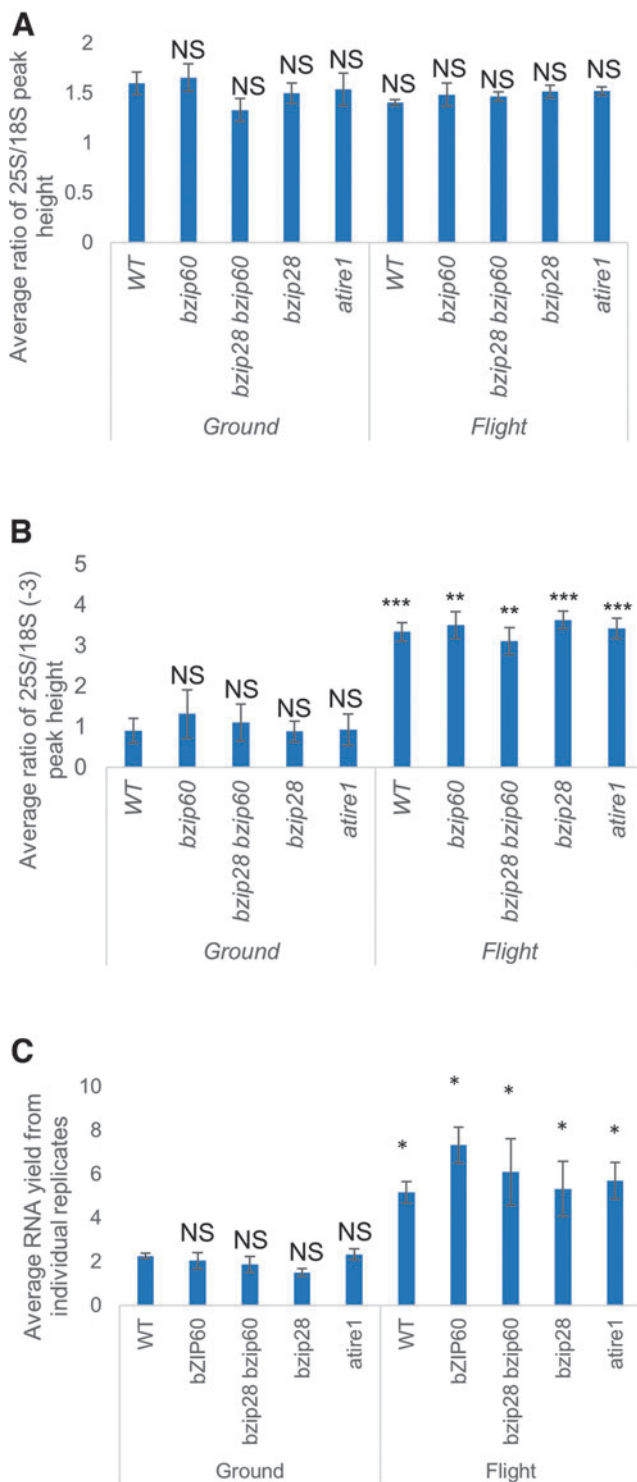 A
Average ratio of 25S/18S peak
height
2
1.5
1
0.5
0
NS
NS
NS
NS
NS
NS
NS
NS
NS
WT
bzip60
bzip28 bzip60
bzip28
atire1
WT
bzip60
bzip28 bzip60
bzip28
atire1
Ground
Flight
B
Average ratio of 25S/18S (-3)
peak height
5
4
3
2
1
0
NS
NS
NS
NS
***
**
**
***
***
WT
bzip60
bzip28 bzip60
bzip28
atire1
WT
bzip60
bzip28 bzip60
bzip28
atire1
Ground
Flight
C
Average RNA yield from
individual replicates
10
8
6
4
2
0
NS
NS
NS
NS
*
*
*
*
*
WT
bZIP60
bzip28 bzip60
bzip28
atire1
WT
bZIP60
bzip28 bzip60
bzip28
atire1
Ground
Flight